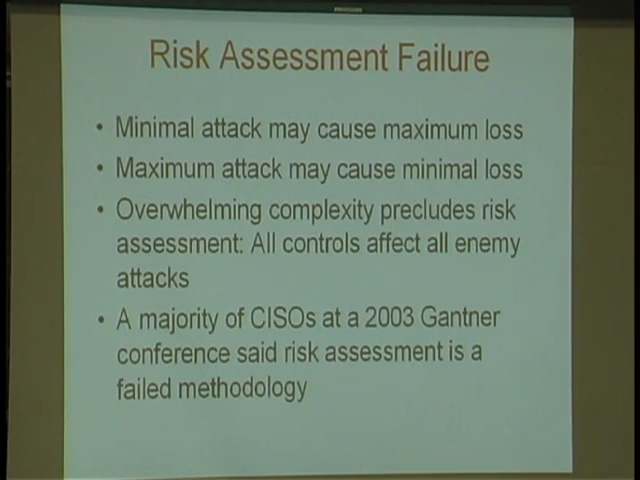 Risk Assessment Failure
• Minimal attack may cause maximum loss
• Maximum attack may cause minimal loss
• Overwhelming complexity precludes risk
assessment: All controls affect all enemy
attacks
• A majority of CISOs at a 2003 Gantner
conference said risk assessment is a
failed methodology